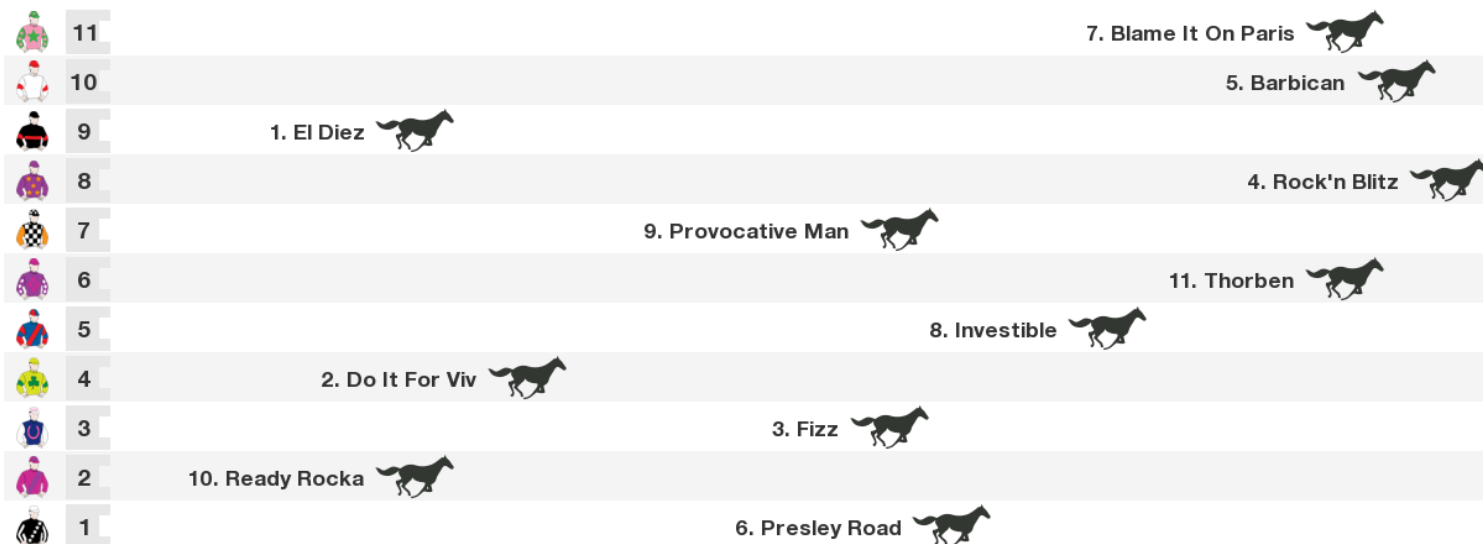 11 7. Blame It On Paris
10 5. Barbican
9 1. El Diez
8 4. Rock'n Blitz
7 9. Provocative Man
6 11. Thorben
5 8. Investible
4 2. Do It For Viv
3 3. Fizz
2 10. Ready Rocka
1 6. Presley Road